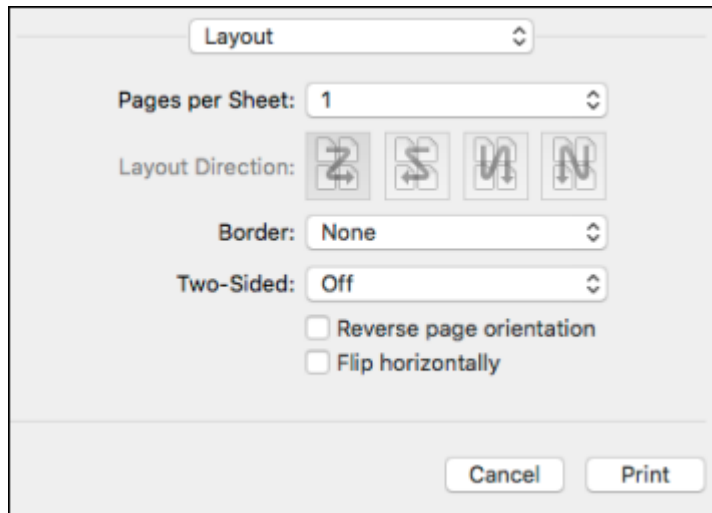 Layout
Pages per Sheet: 1
Layout Direction:
Border: None
Two-Sided: Off
Reverse page orientation
Flip horizontally
Cancel Print